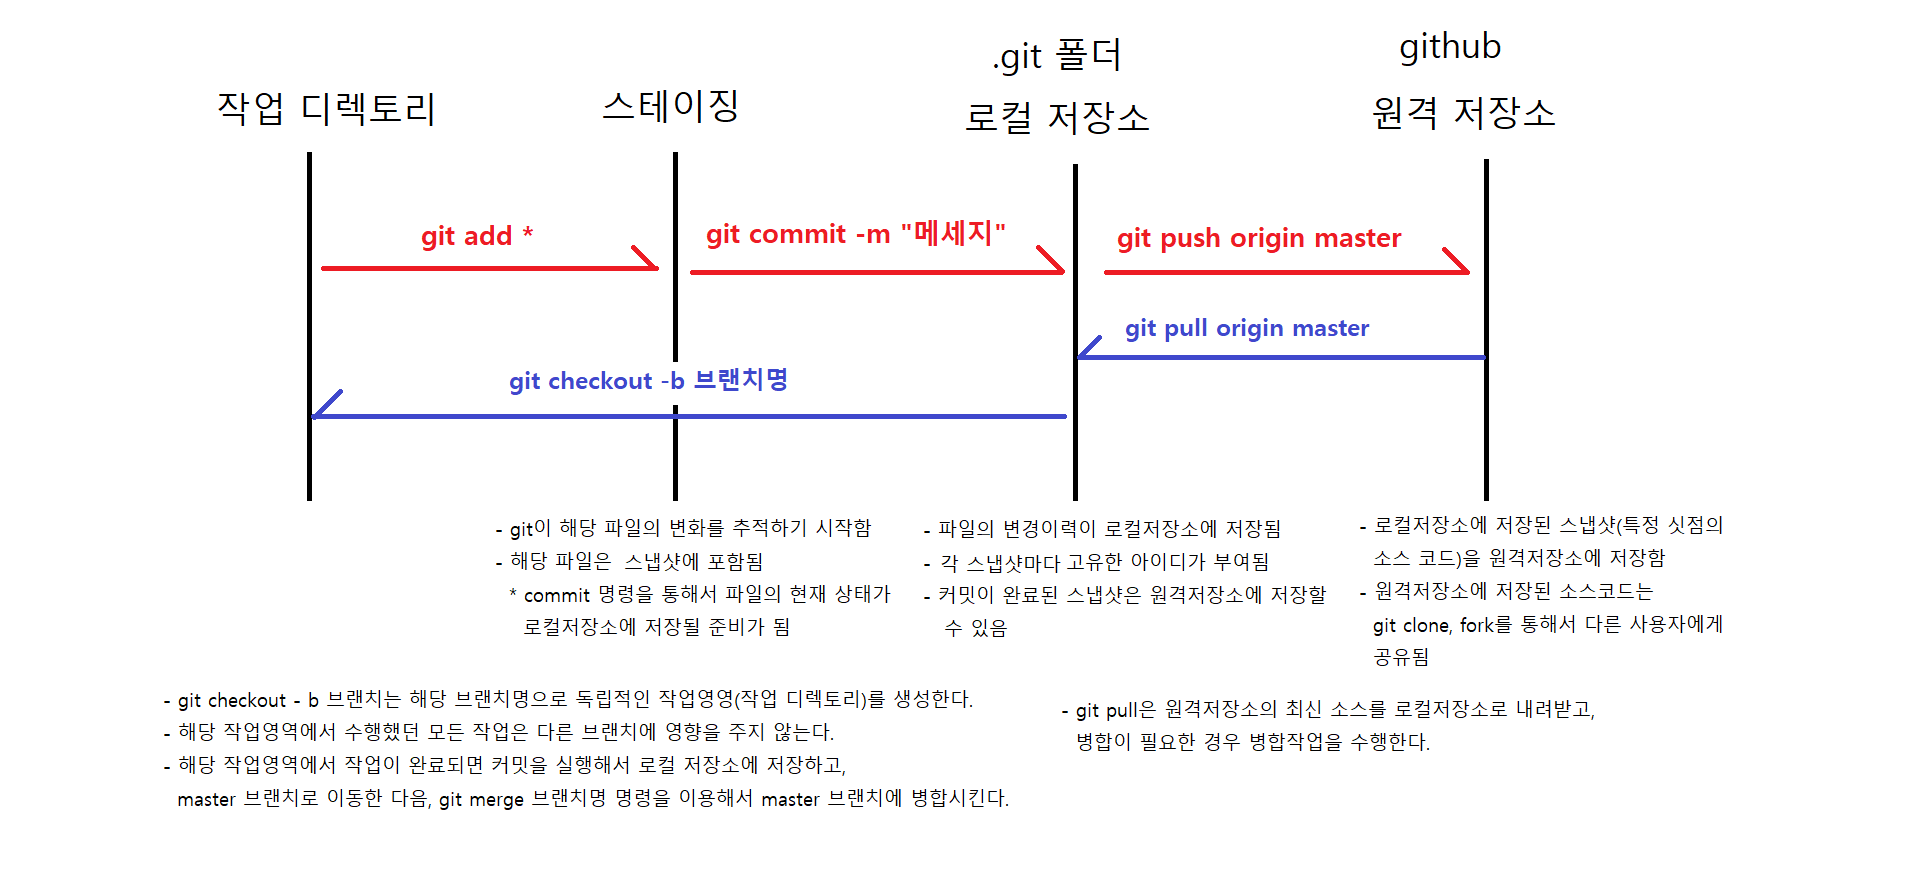 작업 디렉토리
스테이징
.git 폴더
로컬 저장소
github
원격 저장소
git add *
git commit -m "메세지"
git push origin master
git pull origin master
git checkout -b 브랜치명
- git이 해당 파일의 변화를 추적하기 시작함
- 해당 파일은 스냅샷에 포함됨
* commit 명령을 통해서 파일의 현재 상태가
로컬저장소에 저장될 준비가 됨
- 파일의 변경이력이 로컬저장소에 저장됨
- 각 스냅샷마다 고유한 아이디가 부여됨
- 커밋이 완료된 스냅샷은 원격저장소에 저장할
수 있음
- 로컬저장소에 저장된 스냅샷(특정 싯점의
소스 코드)을 원격저장소에 저장함
- 원격저장소에 저장된 소스코드는
git clone, fork를 통해서 다른 사용자에게
공유됨
- git checkout - b 브랜치는 해당 브랜치명으로 독립적인 작업영영(작업 디렉토리)를 생성한다.
- 해당 작업영역에서 수행했던 모든 작업은 다른 브랜치에 영향을 주지 않는다.
- 해당 작업영역에서 작업이 완료되면 커밋을 실행해서 로컬 저장소에 저장하고,
master 브랜치로 이동한 다음, git merge 브랜치명 명령을 이용해서 master 브랜치에 병합시킨다.
- git pull은 원격저장소의 최신 소스를 로컬저장소로 내려받고,
병합이 필요한 경우 병합작업을 수행한다.